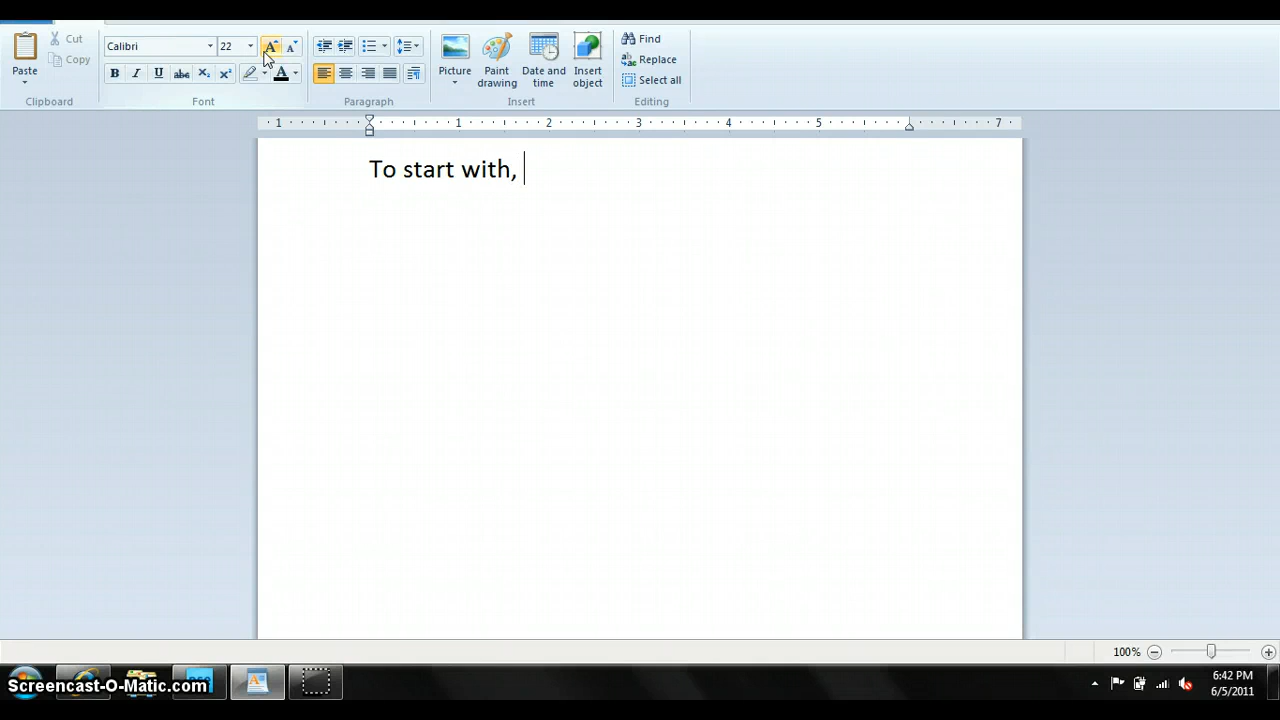 Cut
Copy
Paste
Clipboard
Calibri
22
B I U abc X₂ X² A
A A
Font
Paragraph
Picture
Paint drawing
Date and time
Insert object
Insert
Find
Replace
Select all
Editing
1 1 2 3 4 5 7
To start with,
100%
Screencast-O-Matic.com
6:42 PM
6/5/2011